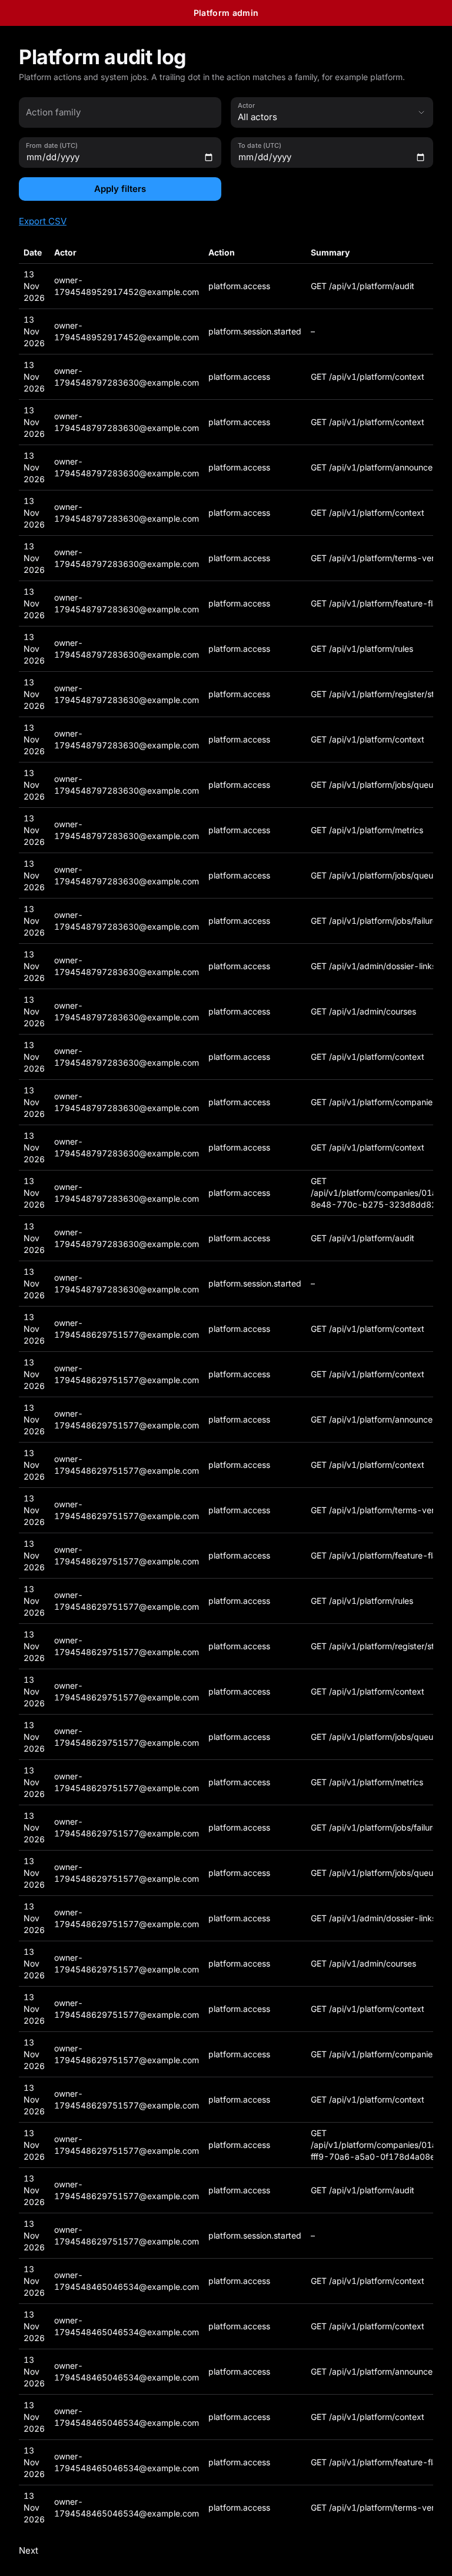 Platform admin
Platform audit log
Platform actions and system jobs. A trailing dot in the action matches a family, for example platform.
Action family
Actor
All actors
From date (UTC)
mm/dd/yyyy
To date (UTC)
mm/dd/yyyy
Apply filters
Export CSV
Date Actor Action Summary
13 Nov 2026 owner-1794548952917452@example.com platform.access GET /api/v1/platform/audit
13 Nov 2026 owner-1794548952917452@example.com platform.session.started –
13 Nov 2026 owner-1794548797283630@example.com platform.access GET /api/v1/platform/context
13 Nov 2026 owner-1794548797283630@example.com platform.access GET /api/v1/platform/context
13 Nov 2026 owner-1794548797283630@example.com platform.access GET /api/v1/platform/announce
13 Nov 2026 owner-1794548797283630@example.com platform.access GET /api/v1/platform/context
13 Nov 2026 owner-1794548797283630@example.com platform.access GET /api/v1/platform/terms-ver
13 Nov 2026 owner-1794548797283630@example.com platform.access GET /api/v1/platform/feature-fl
13 Nov 2026 owner-1794548797283630@example.com platform.access GET /api/v1/platform/rules
13 Nov 2026 owner-1794548797283630@example.com platform.access GET /api/v1/platform/register/st
13 Nov 2026 owner-1794548797283630@example.com platform.access GET /api/v1/platform/context
13 Nov 2026 owner-1794548797283630@example.com platform.access GET /api/v1/platform/jobs/queu
13 Nov 2026 owner-1794548797283630@example.com platform.access GET /api/v1/platform/metrics
13 Nov 2026 owner-1794548797283630@example.com platform.access GET /api/v1/platform/jobs/queu
13 Nov 2026 owner-1794548797283630@example.com platform.access GET /api/v1/platform/jobs/failur
13 Nov 2026 owner-1794548797283630@example.com platform.access GET /api/v1/admin/dossier-links
13 Nov 2026 owner-1794548797283630@example.com platform.access GET /api/v1/admin/courses
13 Nov 2026 owner-1794548797283630@example.com platform.access GET /api/v1/platform/context
13 Nov 2026 owner-1794548797283630@example.com platform.access GET /api/v1/platform/companie
13 Nov 2026 owner-1794548797283630@example.com platform.access GET /api/v1/platform/context
13 Nov 2026 owner-1794548797283630@example.com platform.access GET /api/v1/platform/companies/01a 8e48-770c-b275-323d8dd82
13 Nov 2026 owner-1794548797283630@example.com platform.access GET /api/v1/platform/audit
13 Nov 2026 owner-1794548797283630@example.com platform.session.started –
13 Nov 2026 owner-1794548629751577@example.com platform.access GET /api/v1/platform/context
13 Nov 2026 owner-1794548629751577@example.com platform.access GET /api/v1/platform/context
13 Nov 2026 owner-1794548629751577@example.com platform.access GET /api/v1/platform/announce
13 Nov 2026 owner-1794548629751577@example.com platform.access GET /api/v1/platform/context
13 Nov 2026 owner-1794548629751577@example.com platform.access GET /api/v1/platform/terms-ver
13 Nov 2026 owner-1794548629751577@example.com platform.access GET /api/v1/platform/feature-fl
13 Nov 2026 owner-1794548629751577@example.com platform.access GET /api/v1/platform/rules
13 Nov 2026 owner-1794548629751577@example.com platform.access GET /api/v1/platform/register/st
13 Nov 2026 owner-1794548629751577@example.com platform.access GET /api/v1/platform/context
13 Nov 2026 owner-1794548629751577@example.com platform.access GET /api/v1/platform/jobs/queu
13 Nov 2026 owner-1794548629751577@example.com platform.access GET /api/v1/platform/metrics
13 Nov 2026 owner-1794548629751577@example.com platform.access GET /api/v1/platform/jobs/failur
13 Nov 2026 owner-1794548629751577@example.com platform.access GET /api/v1/platform/jobs/queu
13 Nov 2026 owner-1794548629751577@example.com platform.access GET /api/v1/admin/dossier-links
13 Nov 2026 owner-1794548629751577@example.com platform.access GET /api/v1/admin/courses
13 Nov 2026 owner-1794548629751577@example.com platform.access GET /api/v1/platform/context
13 Nov 2026 owner-1794548629751577@example.com platform.access GET /api/v1/platform/companie
13 Nov 2026 owner-1794548629751577@example.com platform.access GET /api/v1/platform/context
13 Nov 2026 owner-1794548629751577@example.com platform.access GET /api/v1/platform/companies/01a fff9-70a6-a5a0-0f178d4a08e
13 Nov 2026 owner-1794548629751577@example.com platform.access GET /api/v1/platform/audit
13 Nov 2026 owner-1794548629751577@example.com platform.session.started –
13 Nov 2026 owner-1794548465046534@example.com platform.access GET /api/v1/platform/context
13 Nov 2026 owner-1794548465046534@example.com platform.access GET /api/v1/platform/context
13 Nov 2026 owner-1794548465046534@example.com platform.access GET /api/v1/platform/announce
13 Nov 2026 owner-1794548465046534@example.com platform.access GET /api/v1/platform/context
13 Nov 2026 owner-1794548465046534@example.com platform.access GET /api/v1/platform/feature-fl
13 Nov 2026 owner-1794548465046534@example.com platform.access GET /api/v1/platform/terms-ver
Next